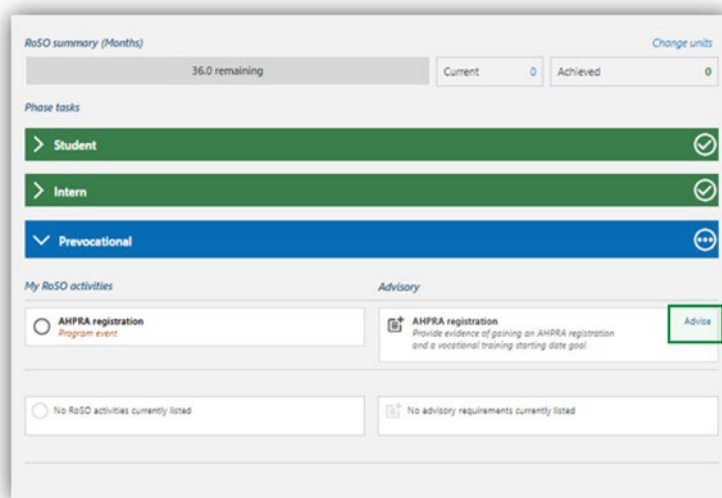 RoSO summary (Months)
Change units
36.0 remaining
Current 0
Achieved 0
Phase tasks
Student
Intern
Prevocational
My RoSO activities
Advisory
AHPRA registration
Program event
AHPRA registration
Provide evidence of gaining an AHPRA registration
and a vocational training starting date goal
Advise
No RoSO activities currently listed
No advisory requirements currently listed